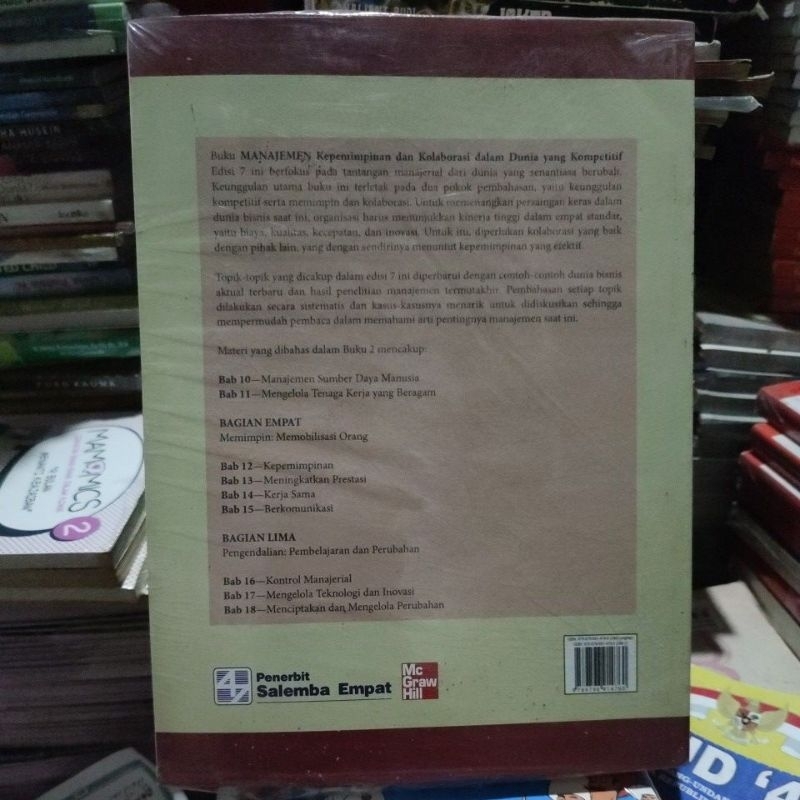 Buku MANAJEMEN Kepemimpinan dan Kolaborasi dalam Dunia yang Kompetitif
Edisi 7 ini berfokus pada tantangan manajerial dari dunia yang senantiasa berubah.
Keunggulan utama buku ini terletak pada dua pokok pembahasan, yaitu keunggulan
kompetitif serta memimpin dan kolaborasi. Untuk memenangkan persaingan keras dalam
dunia bisnis saat ini, organisasi harus menunjukkan kinerja tinggi dalam empat standar,
yaitu biaya, kualitas, kecepatan, dan inovasi. Untuk itu, diperlukan kolaborasi yang baik
dengan pihak lain, yang dengan sendirinya menuntut kepemimpinan yang efektif.
Topik-topik yang dicakup dalam edisi 7 ini diperbarui dengan contoh-contoh dunia bisnis
aktual terbaru dan hasil penelitian manajemen termutakhir. Pembahasan setiap topik
dilakukan secara sistematis dan kasus-kasusnya menarik untuk didiskusikan sehingga
mempermudah pembaca dalam memahami arti pentingnya manajemen saat ini.
Materi yang dibahas dalam Buku 2 mencakup:
Bab 10—Manajemen Sumber Daya Manusia
Bab 11—Mengelola Tenaga Kerja yang Beragam
BAGIAN EMPAT
Memimpin: Memobilisasi Orang
Bab 12—Kepemimpinan
Bab 13—Meningkatkan Prestasi
Bab 14—Kerja Sama
Bab 15—Berkomunikasi
BAGIAN LIMA
Pengendalian: Pembelajaran dan Perubahan
Bab 16—Kontrol Manajerial
Bab 17—Mengelola Teknologi dan Inovasi
Bab 18—Menciptakan dan Mengelola Perubahan
Penerbit
Salemba Empat
Mc
Graw
Hill
MAMOMICS
2
HUSEIN
JOKER